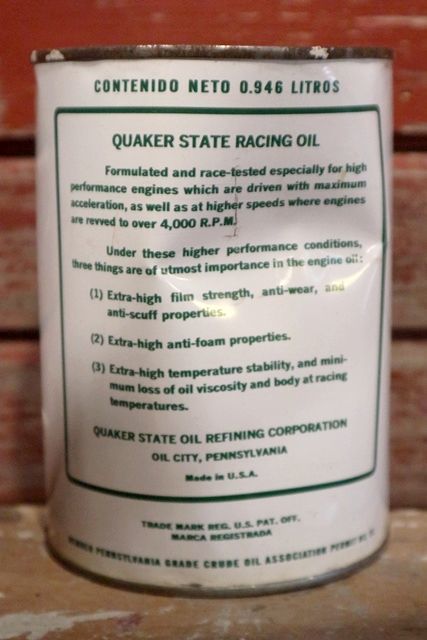 CONTENIDO NETO 0.946 LITROS
QUAKER STATE RACING OIL
Formulated and race-tested especially for high
performance engines which are driven with maximum
acceleration, as well as at higher speeds where engines
are revved to over 4,000 R.P.M.
Under these higher performance conditions,
three things are of utmost importance in the engine oil:
(1) Extra-high film strength, anti-wear, and
anti-scuff properties.
(2) Extra-high anti-foam properties.
(3) Extra-high temperature stability, and mini-
mum loss of oil viscosity and body at racing
temperatures.
QUAKER STATE OIL REFINING CORPORATION
OIL CITY, PENNSYLVANIA
Made in U.S.A.
TRADE MARK REG. U.S. PAT. OFF.
MARCA REGISTRADA
MEMBER PENNSYLVANIA GRADE CRUDE OIL ASSOCIATION PERMIT NO.